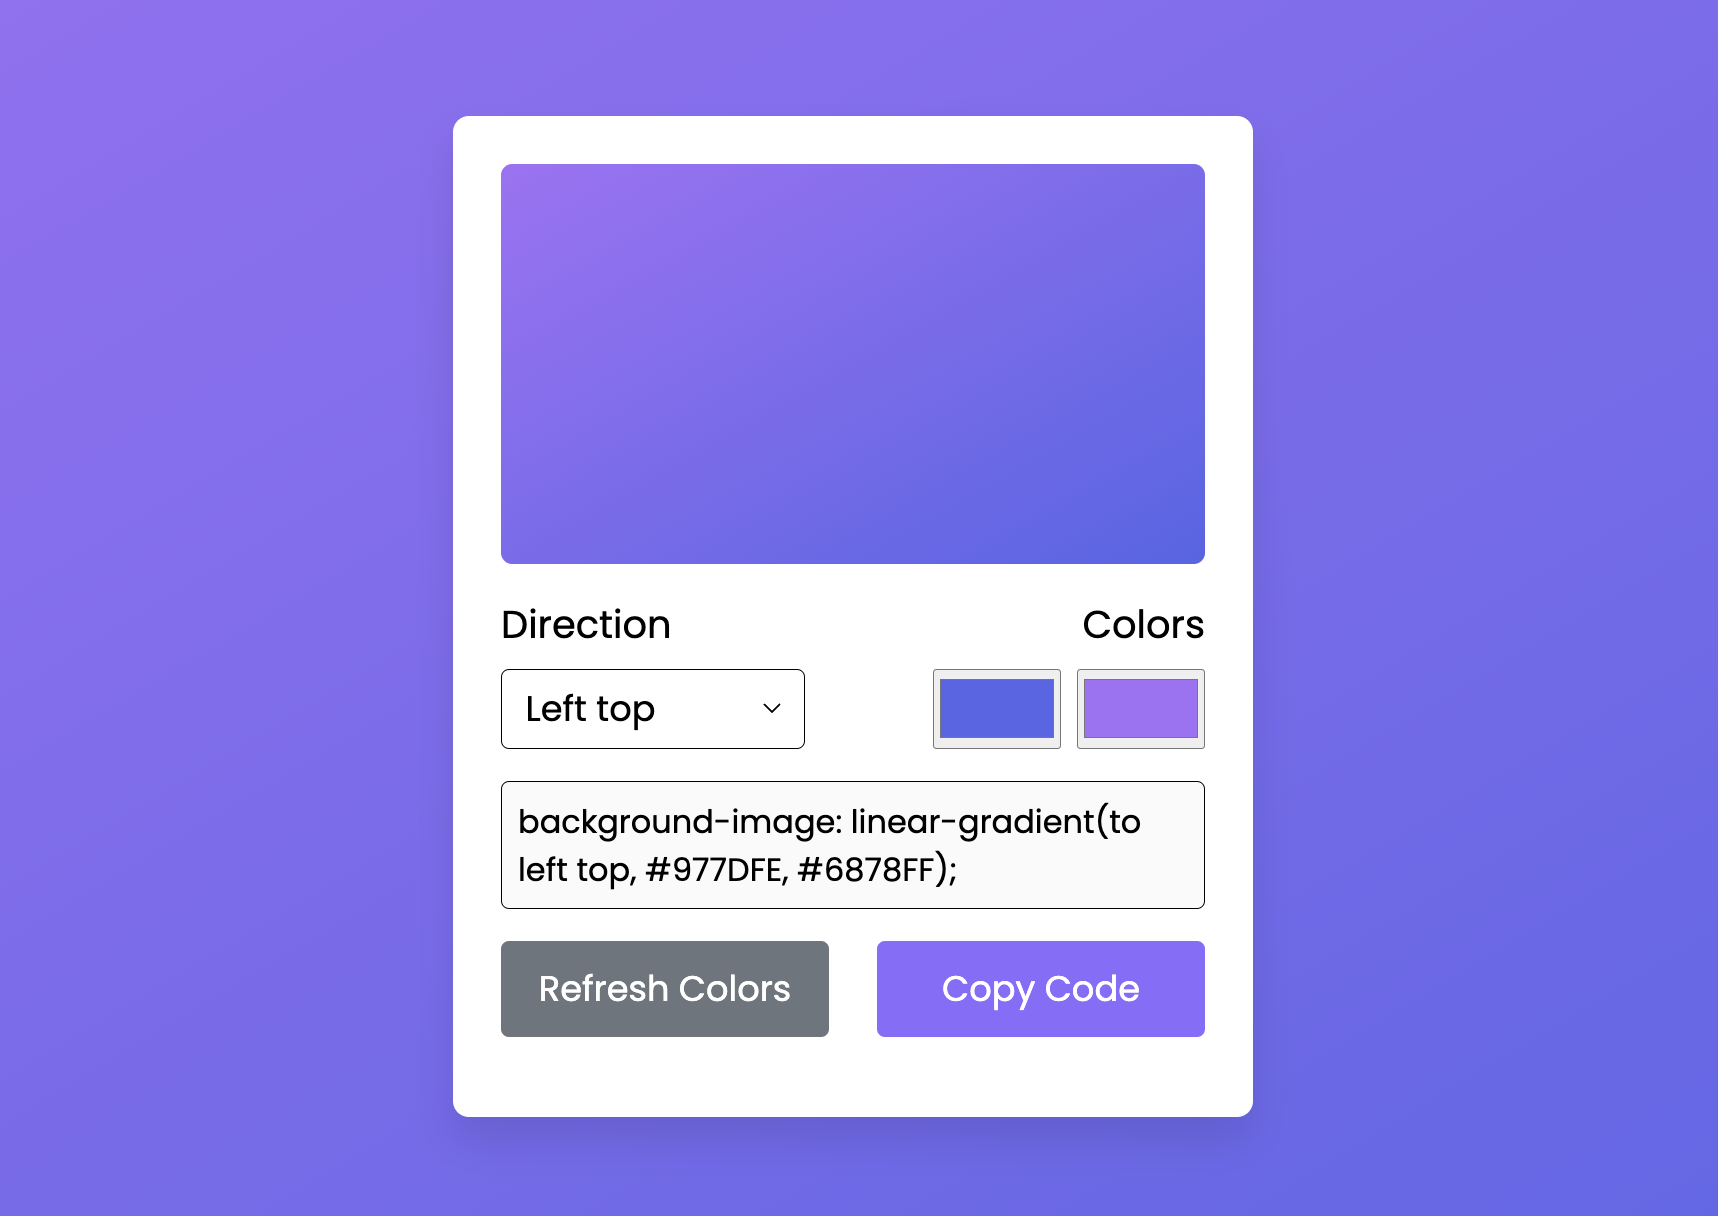 Direction
Colors
Left top
background-image: linear-gradient(to
left top, #977DFE, #6878FF);
Refresh Colors
Copy Code